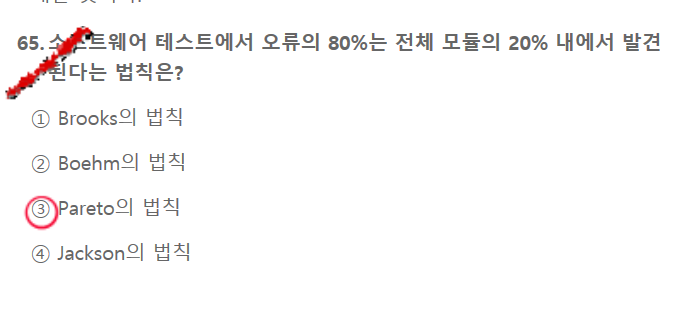 65. 소프트웨어 테스트에서 오류의 80%는 전체 모듈의 20% 내에서 발견
된다는 법칙은?
① Brooks의 법칙
② Boehm의 법칙
③ Pareto의 법칙
④ Jackson의 법칙